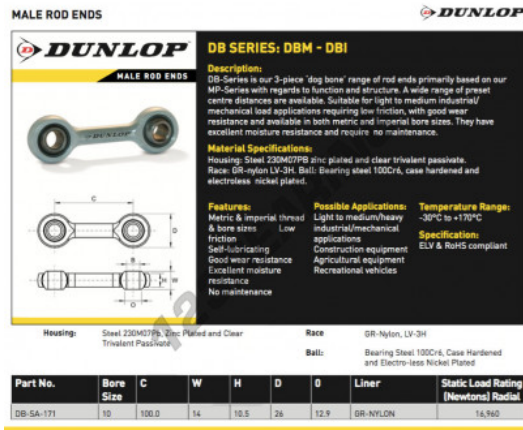 MALE ROD ENDS
DUNLOP
DUNLOP
MALE ROD ENDS
DB SERIES: DBM - DBI
Description:
DB-Series is our 3-piece 'dog bone' range of rod ends primarily based on our
MP-Series with regards to function and structure. A wide range of preset
centre distances are available. Suitable for light to medium industrial/
mechanical load applications requiring low friction, with good wear
resistance and available in both metric and imperial bore sizes. They have
excellent moisture resistance and require no maintenance.
Material Specifications:
Housing: Steel 230M07PB zinc plated and clear trivalent passivate.
Race: GR-nylon LV-3H. Ball: Bearing steel 100Cr6, case hardened and
electroless nickel plated.
Features:
Metric & imperial thread
& bore sizes Low
friction
Self-lubricating
Good wear resistance
Excellent moisture
resistance
No maintenance
Possible Applications:
Light to medium/heavy
industrial/mechanical
applications
Construction equipment
Agricultural equipment
Recreational vehicles
Temperature Range:
-30°C to +170°C
Specification:
ELV & RoHS compliant
C
D
B
H
W
O
Housing: Steel 230M07Pb, Zinc Plated and Clear
Trivalent Passivate
Race GR-Nylon, LV-3H
Ball: Bearing Steel 100Cr6, Case Hardened
and Electro-less Nickel Plated
Part No. Bore Size C W H D 0 Liner Static Load Rating (Newtons) Radial
DB-SA-171 10 100.0 14 10.5 26 12.9 GR-NYLON 16,960